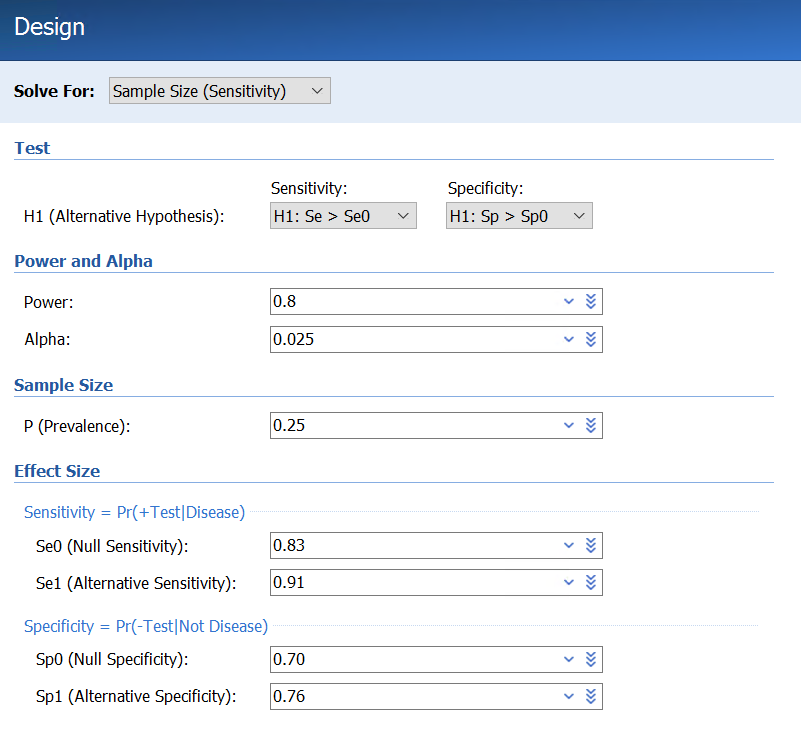 Design
Solve For: Sample Size (Sensitivity)
Test
Sensitivity: Specificity:
H1 (Alternative Hypothesis): H1: Se > Se0 H1: Sp > Sp0
Power and Alpha
Power: 0.8
Alpha: 0.025
Sample Size
P (Prevalence): 0.25
Effect Size
Sensitivity = Pr(+Test|Disease)
Se0 (Null Sensitivity): 0.83
Se1 (Alternative Sensitivity): 0.91
Specificity = Pr(-Test|Not Disease)
Sp0 (Null Specificity): 0.70
Sp1 (Alternative Specificity): 0.76